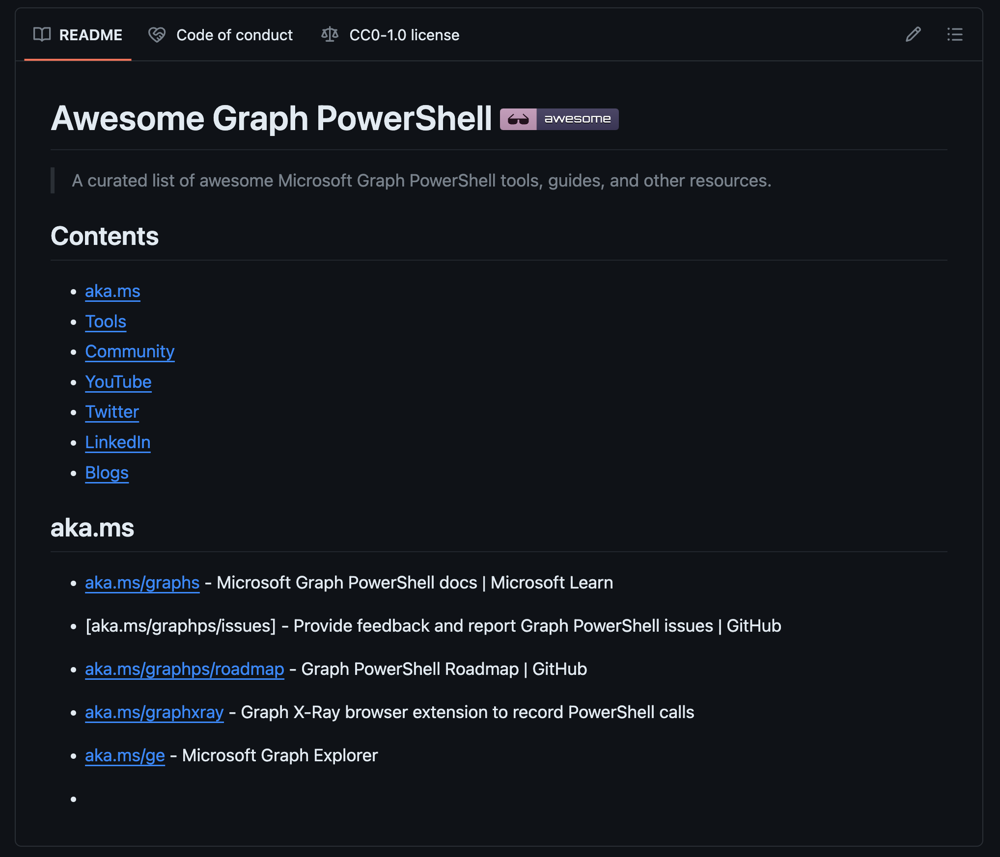 README Code of conduct CC0-1.0 license
Awesome Graph PowerShell awesome
A curated list of awesome Microsoft Graph PowerShell tools, guides, and other resources.
Contents
• aka.ms
• Tools
• Community
• YouTube
• Twitter
• LinkedIn
• Blogs
aka.ms
• aka.ms/graphs - Microsoft Graph PowerShell docs | Microsoft Learn
• [aka.ms/graphps/issues] - Provide feedback and report Graph PowerShell issues | GitHub
• aka.ms/graphps/roadmap - Graph PowerShell Roadmap | GitHub
• aka.ms/graphxray - Graph X-Ray browser extension to record PowerShell calls
• aka.ms/ge - Microsoft Graph Explorer
•